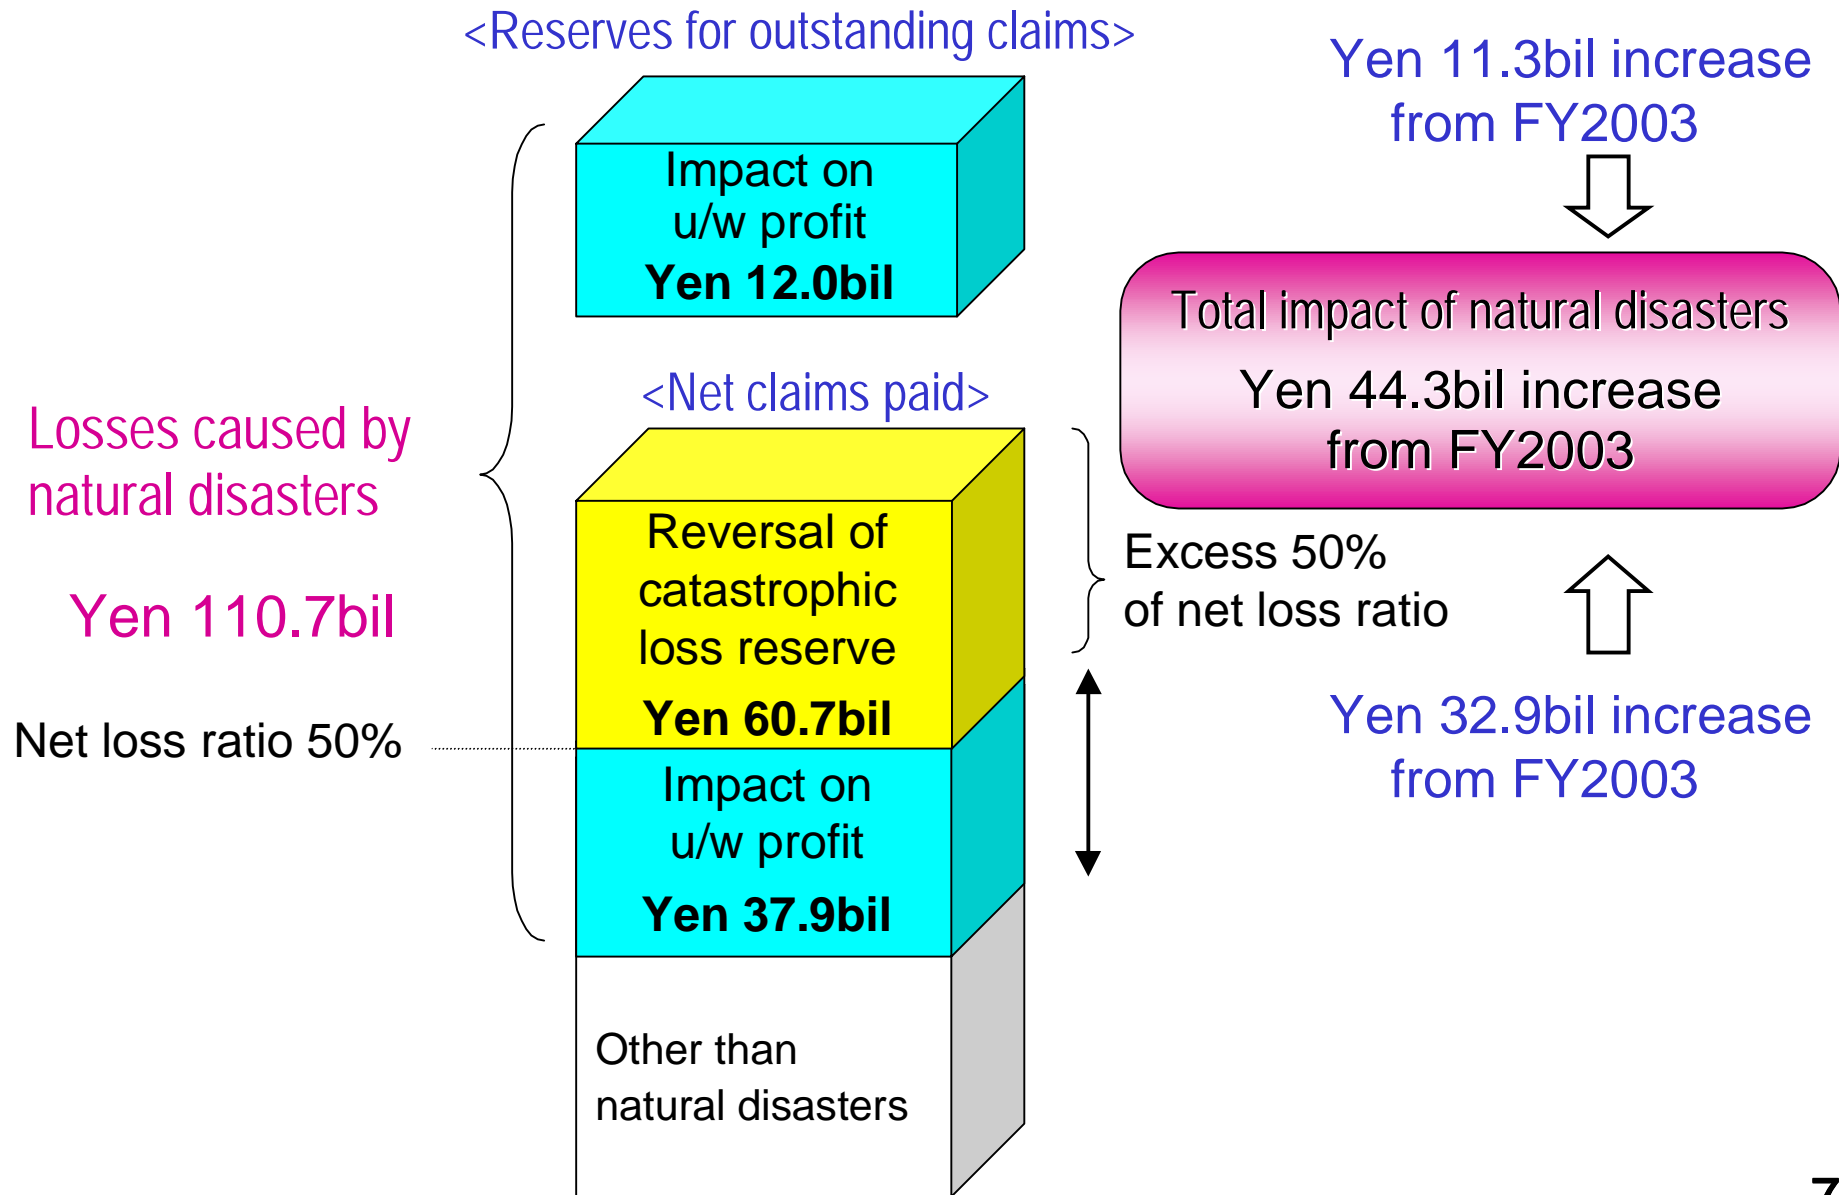 <Reserves for outstanding claims>
Yen 11.3bil increase
from FY2003
Impact on
u/w profit
Yen 12.0bil
Total impact of natural disasters
Yen 44.3bil increase
from FY2003
<Net claims paid>
Losses caused by
natural disasters
Yen 110.7bil
Reversal of
catastrophic
loss reserve
Yen 60.7bil
Excess 50%
of net loss ratio
Net loss ratio 50%
Yen 32.9bil increase
from FY2003
Impact on
u/w profit
Yen 37.9bil
Other than
natural disasters
7